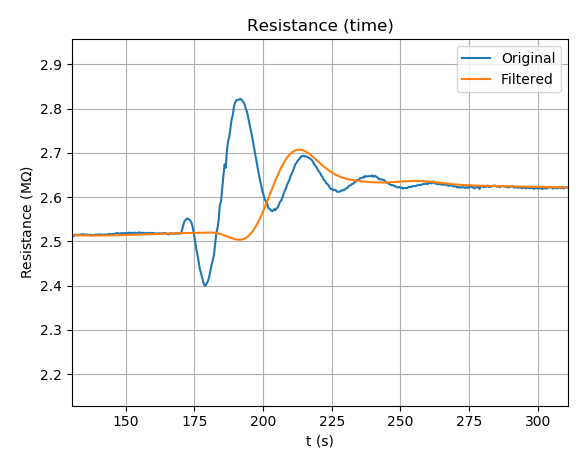 Resistance (time)
Original
Filtered
Resistance (MΩ)
2.9
2.8
2.7
2.6
2.5
2.4
2.3
2.2
150 175 200 225 250 275 300
t (s)